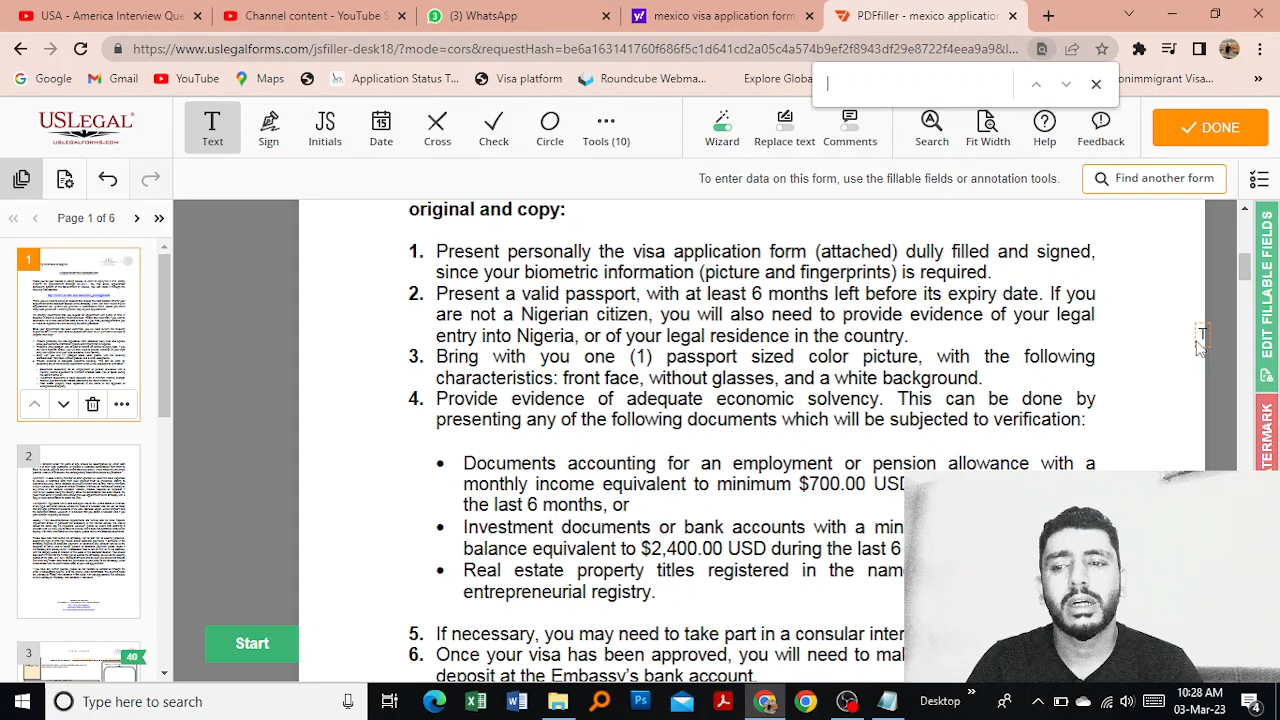 USA - America Interview Que
Channel content - YouTube S
(3) WhatsApp
mexico visa application form
PDFfiller - mexico application
https://www.uslegalforms.com/jsfiller-desk18/?mode=cors&requestHash=be6a163141760f686f5c1d641cd2a05c4a574b9ef2f8943df29e8722f4eea9a9&l...
Google
Gmail
YouTube
Maps
Application Status T...
Visa platform
Roundcube Webma...
Explore Global
onimmigrant Visa...
USLEGAL
USLEGALFORMS.COM
Text
Sign
Initials
Date
Cross
Check
Circle
Tools (10)
Wizard
Replace text
Comments
Search
Fit Width
Help
Feedback
DONE
To enter data on this form, use the fillable fields or annotation tools.
Find another form
Page 1 of 6
1
2
3
40
Start
EDIT FILLABLE FIELDS
TERMARK
original and copy:
1. Present personally the visa application form (attached) dully filled and signed,
since your biometric information (picture and fingerprints) is required.
2. Present a valid passport, with at least 6 months left before its expiry date. If you
are not a Nigerian citizen, you will also need to provide evidence of your legal
entry into Nigeria, or of your legal residence in the country.
3. Bring with you one (1) passport sized color picture, with the following
characteristics: front face, without glasses, and a white background.
4. Provide evidence of adequate economic solvency. This can be done by
presenting any of the following documents which will be subjected to verification:
• Documents accounting for an employment or pension allowance with a
monthly income equivalent to minimum $700.00 USD
the last 6 months, or
• Investment documents or bank accounts with a min
balance equivalent to $2,400.00 USD during the last 6
• Real estate property titles registered in the nam
entrepreneurial registry.
5. If necessary, you may need to take part in a consular inter
6. Once your visa has been approved, you will need to ma
deposit at the Embassy's bank account.
Type here to search
Desktop
10:28 AM
03-Mar-23
4